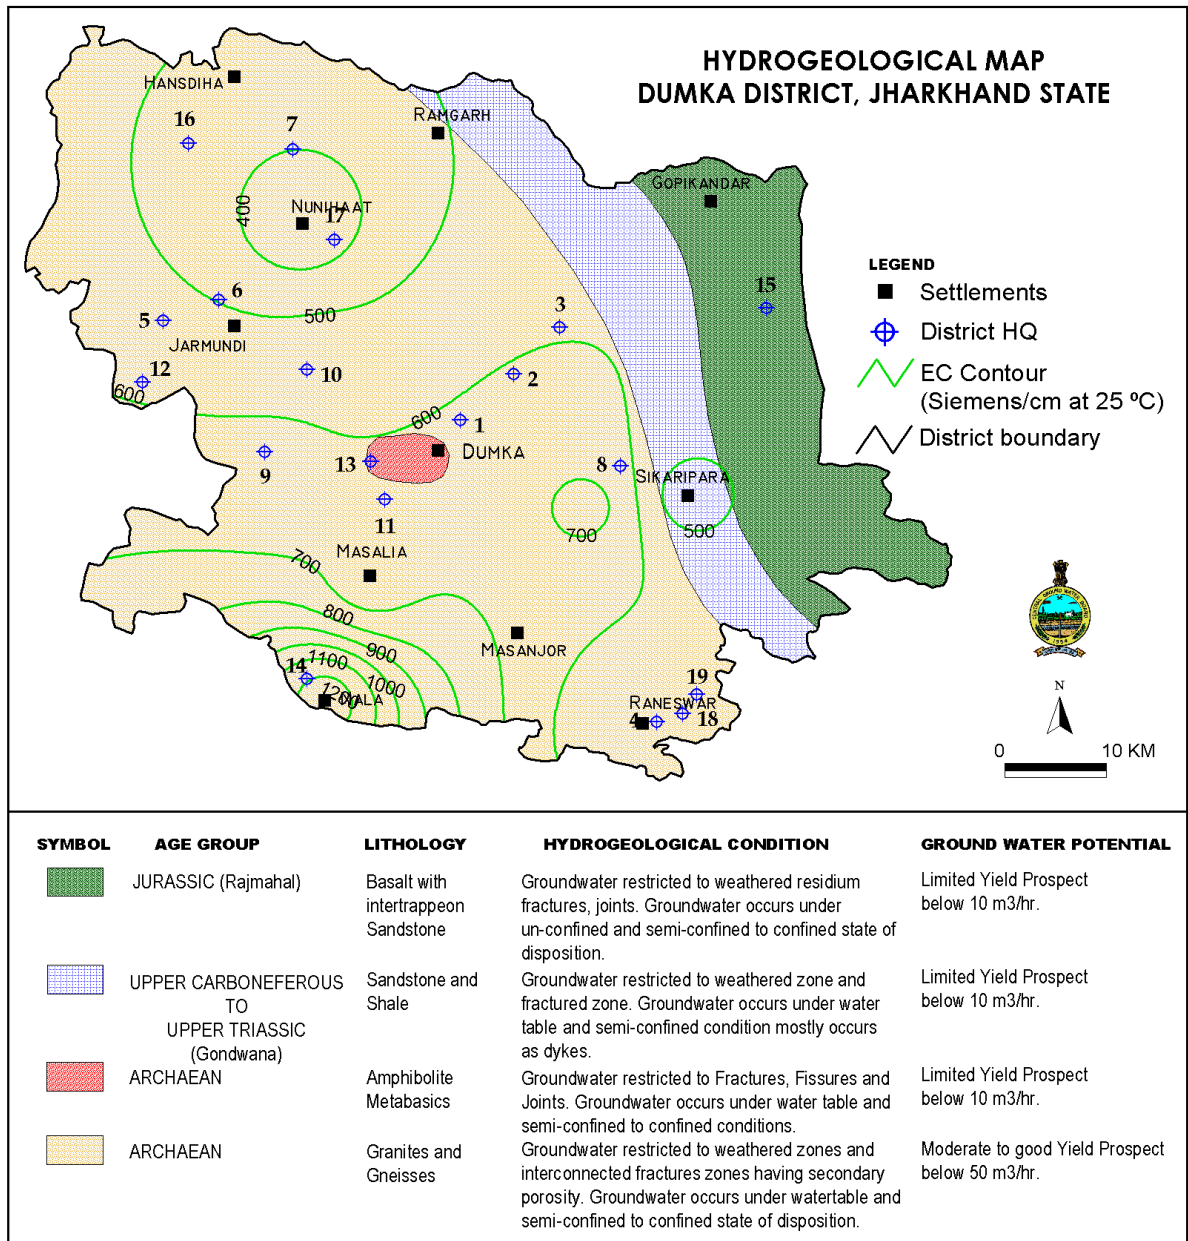 HYDROGEOLOGICAL MAP
DUMKA DISTRICT, JHARKHAND STATE
HANSDIHA
RAMGARH
16
7
GOPIKANDAR
400
NUNIHAAT
17
LEGEND
Settlements
District HQ
EC Contour
(Siemens/cm at 25 ºC)
District boundary
15
6
3
5
500
JARMUNDI
12
10
2
600
600
1
DUMKA
9
13
8
SIKARIPARA
11
500
700
700
MASALIA
800
MASANJOR
900
14
1100
1000
1200
NALA
19
RANESWAR
4
18
N
0
10 KM
SYMBOL AGE GROUP LITHOLOGY HYDROGEOLOGICAL CONDITION GROUND WATER POTENTIAL
JURASSIC (Rajmahal)
Basalt with
intertrappeon
Sandstone
Groundwater restricted to weathered residium
fractures, joints. Groundwater occurs under
un-confined and semi-confined to confined state of
disposition.
Limited Yield Prospect
below 10 m3/hr.
UPPER CARBONEFEROUS
TO
UPPER TRIASSIC
(Gondwana)
Sandstone and
Shale
Groundwater restricted to weathered zone and
fractured zone. Groundwater occurs under water
table and semi-confined condition mostly occurs
as dykes.
Limited Yield Prospect
below 10 m3/hr.
ARCHAEAN
Amphibolite
Metabasics
Groundwater restricted to Fractures, Fissures and
Joints. Groundwater occurs under water table and
semi-confined to confined conditions.
Limited Yield Prospect
below 10 m3/hr.
ARCHAEAN
Granites and
Gneisses
Groundwater restricted to weathered zones and
interconnected fractures zones having secondary
porosity. Groundwater occurs under watertable and
semi-confined to confined state of disposition.
Moderate to good Yield Prospect
below 50 m3/hr.